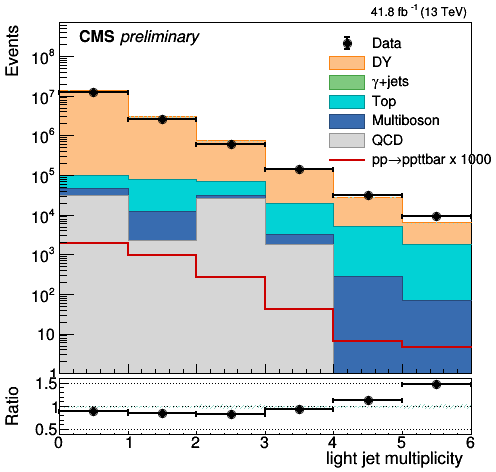 41.8 fb⁻¹ (13 TeV)
CMS preliminary
Events
Data
DY
γ+jets
Top
Multiboson
QCD
pp→ppttbar x 1000
10⁸
10⁷
10⁶
10⁵
10⁴
10³
10²
10
1
Ratio
1.5
1
0.5
0 1 2 3 4 5 6
light jet multiplicity